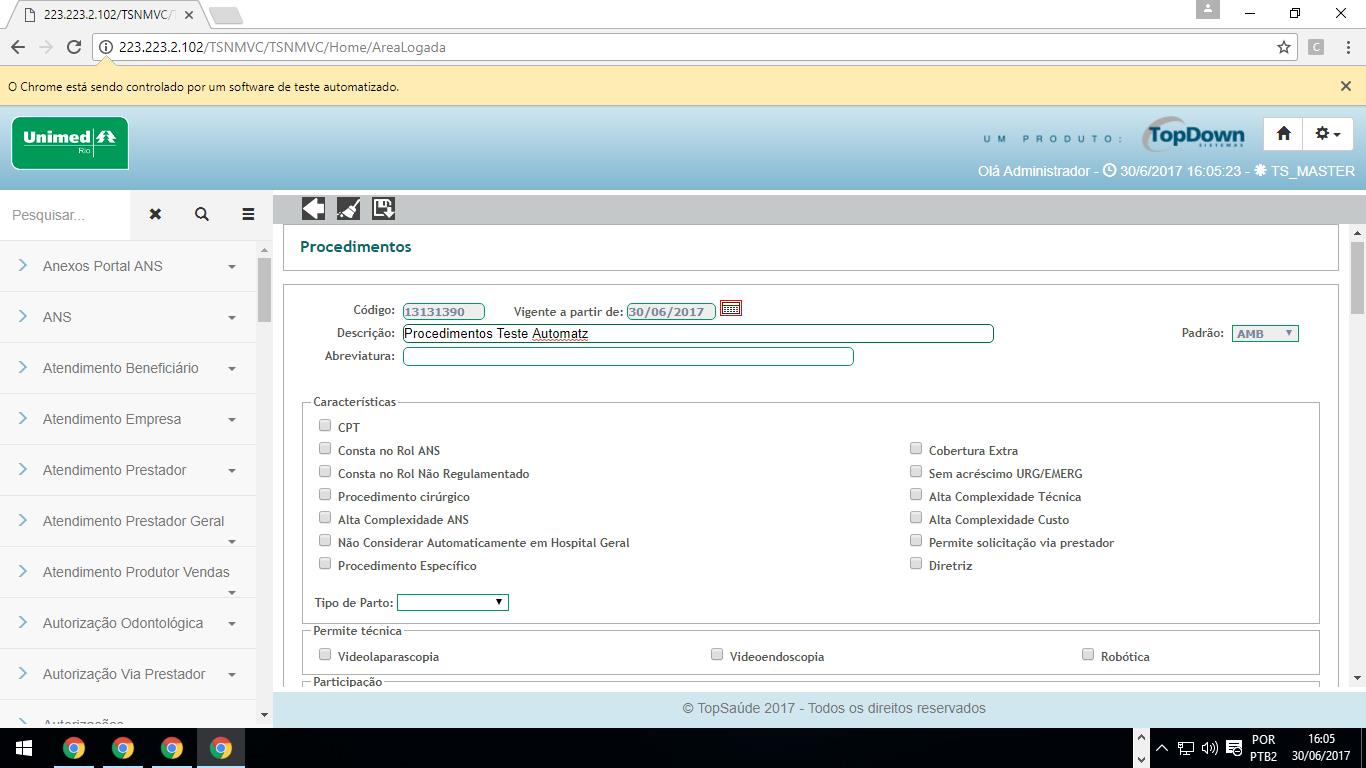 223.223.2.102/TSNMVC/T
223.223.2.102/TSNMVC/TSNMVC/Home/AreaLogada
C
O Chrome está sendo controlado por um software de teste automatizado.
Unimed
Rio
UM PRODUTO:
TopDown
SISTEMAS
Olá Administrador - 30/6/2017 16:05:23 - TS_MASTER
Pesquisar...
Anexos Portal ANS
ANS
Atendimento Beneficiário
Atendimento Empresa
Atendimento Prestador
Atendimento Prestador Geral
Atendimento Produtor Vendas
Autorização Odontológica
Autorização Via Prestador
Autorizações
Procedimentos
Código: 13131390 Vigente a partir de: 30/06/2017
Descrição: Procedimentos Teste Automatz Padrão: AMB
Abreviatura:
Características
CPT
Consta no Rol ANS Cobertura Extra
Consta no Rol Não Regulamentado Sem acréscimo URG/EMERG
Procedimento cirúrgico Alta Complexidade Técnica
Alta Complexidade ANS Alta Complexidade Custo
Não Considerar Automaticamente em Hospital Geral Permite solicitação via prestador
Procedimento Específico Diretriz
Tipo de Parto:
Permite técnica
Videolaparascopia Videoendoscopia Robótica
Participação
© TopSaúde 2017 - Todos os direitos reservados
POR 16:05
PTB2 30/06/2017